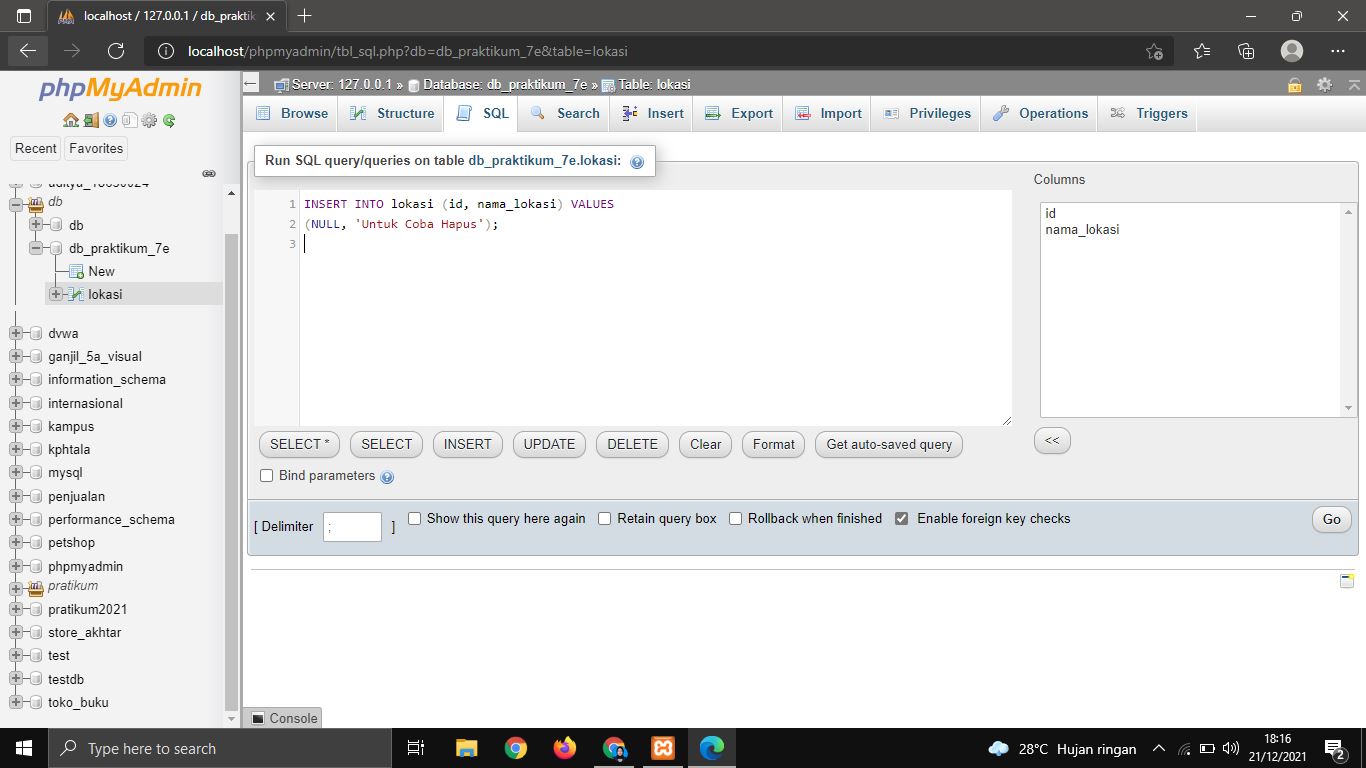 localhost / 127.0.0.1 / db_praktik
localhost/phpmyadmin/tbl_sql.php?db=db_praktikum_7e&table=lokasi
phpMyAdmin
Recent
Favorites
db
db
db_praktikum_7e
New
lokasi
dvwa
ganjil_5a_visual
information_schema
internasional
kampus
kphtala
mysql
penjualan
performance_schema
petshop
phpmyadmin
pratikum
pratikum2021
store_akhtar
test
testdb
toko_buku
Server: 127.0.0.1 » Database: db_praktikum_7e » Table: lokasi
Browse Structure SQL Search Insert Export Import Privileges Operations Triggers
Run SQL query/queries on table db_praktikum_7e.lokasi:
1 INSERT INTO lokasi (id, nama_lokasi) VALUES
2 (NULL, 'Untuk Coba Hapus');
3
Columns
id
nama_lokasi
SELECT * SELECT INSERT UPDATE DELETE Clear Format Get auto-saved query
<<
Bind parameters
[ Delimiter ; ] Show this query here again Retain query box Rollback when finished Enable foreign key checks
Go
Console
Type here to search
28°C Hujan ringan
18:16
21/12/2021
2